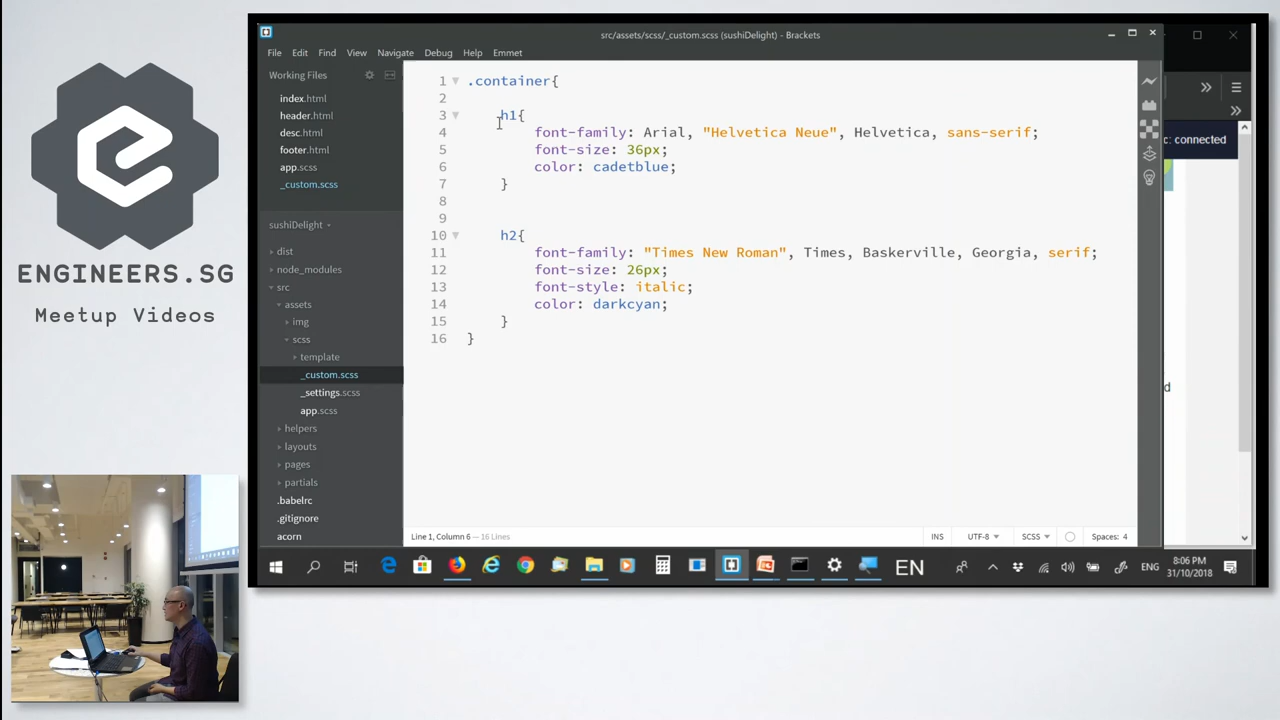 ENGINEERS.SG
Meetup Videos
src/assets/scss/_custom.scss (sushiDelight) - Brackets
File Edit Find View Navigate Debug Help Emmet
Working Files
index.html
header.html
desc.html
footer.html
app.scss
_custom.scss
sushiDelight
dist
node_modules
src
assets
img
scss
template
_custom.scss
_settings.scss
app.scss
helpers
layouts
pages
partials
.babelrc
.gitignore
acorn
1 .container{
2
3 h1{
4 font-family: Arial, "Helvetica Neue", Helvetica, sans-serif;
5 font-size: 36px;
6 color: cadetblue;
7 }
8
9
10 h2{
11 font-family: "Times New Roman", Times, Baskerville, Georgia, serif;
12 font-size: 26px;
13 font-style: italic;
14 color: darkcyan;
15 }
16 }
c: connected
d
Line 1, Column 6 — 16 Lines
INS UTF-8 SCSS Spaces: 4
EN
ENG
8:06 PM
31/10/2018